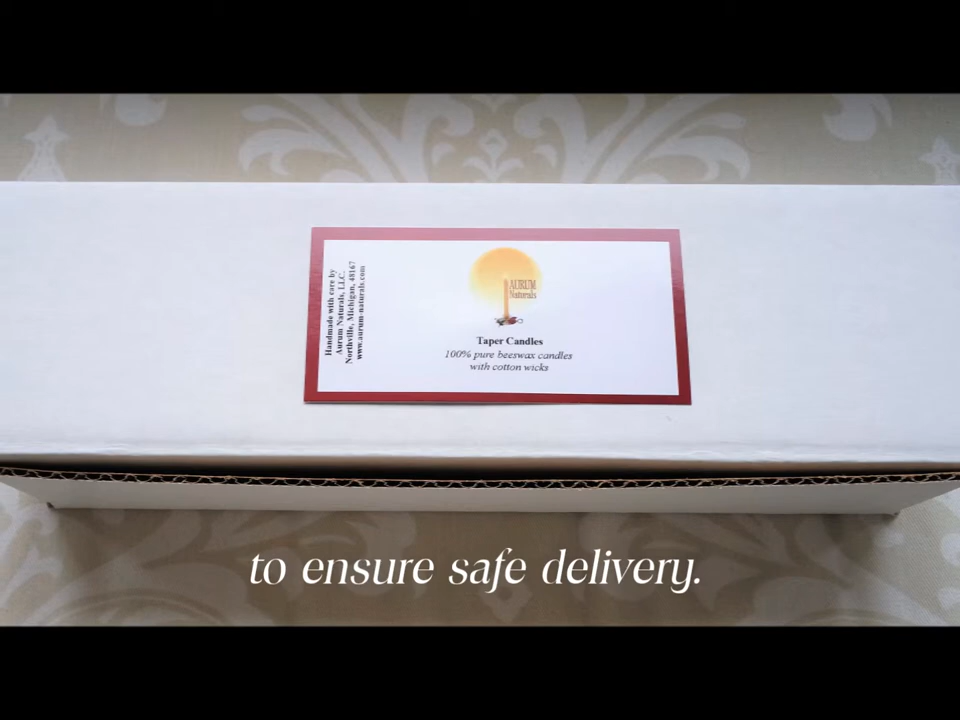 Handmade with care by
Aurum Naturals, LLC.
Northville, Michigan, 48167
www.aurum-naturals.com
AURUM
Naturals
Taper Candles
100% pure beeswax candles
with cotton wicks
to ensure safe delivery.